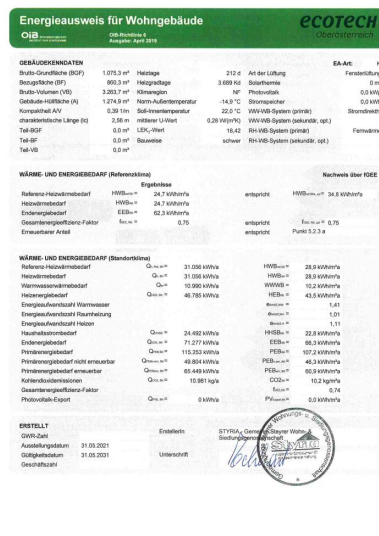 Energieausweis für Wohngebäude
ecotech
Oberösterreich
OiB
OIB-Richtlinie 6
Ausgabe: April 2019
GEBÄUDEKENNDATEN EA-Art:
Brutto-Grundfläche (BGF) 1.075,3 m² Heiztage 212 d Art der Lüftung Fensterlüftung
Bezugsfläche (BF) 860,3 m² Heizgradtage 3.689 Kd Solarthermie 0 m
Brutto-Volumen (VB) 3.263,7 m³ Klimaregion NF Photovoltaik 0,0 kWp
Gebäude-Hüllfläche (A) 1.274,9 m² Norm-Außentemperatur -14,9 °C Stromspeicher 0,0 kW
Kompaktheit A/V 0,39 1/m Soll-Innentemperatur 22,0 °C WW-WB-System (primär) Stromdirekth
charakteristische Länge (lc) 2,56 m mittlerer U-Wert 0,28 W/(m²K) WW-WB-System (sekundär, opt.)
Teil-BGF 0,0 m² LEKT-Wert 18,42 RH-WB-System (primär) Fernwärme
Teil-BF 0,0 m² Bauweise schwer RH-WB-System (sekundär, opt.)
Teil-VB 0,0 m³
WÄRME- UND ENERGIEBEDARF (Referenzklima) Nachweis über fGEE
Ergebnisse
Referenz-Heizwärmebedarf 24,7 kWh/m²a entspricht 34,8 kWh/m²a
Heizwärmebedarf 24,7 kWh/m²a
Endenergiebedarf 62,3 kWh/m²a
Gesamtenergieeffizienz-Faktor 0,75 entspricht 0,75
Erneuerbarer Anteil entspricht Punkt 5.2.3 a
WÄRME- UND ENERGIEBEDARF (Standortklima)
Referenz-Heizwärmebedarf 31.056 kWh/a 28,9 kWh/m²a
Heizwärmebedarf 31.056 kWh/a 28,9 kWh/m²a
Warmwasserwärmebedarf 10.990 kWh/a WWWB = 10,2 kWh/m²a
Heizenergiebedarf 46.785 kWh/a 43,5 kWh/m²a
Energieaufwandszahl Warmwasser 1,41
Energieaufwandszahl Raumheizung 1,01
Energieaufwandszahl Heizen 1,11
Haushaltsstrombedarf 24.492 kWh/a HHSB = 22,8 kWh/m²a
Endenergiebedarf 71.277 kWh/a 66,3 kWh/m²a
Primärenergiebedarf 115.253 kWh/a 107,2 kWh/m²a
Primärenergiebedarf nicht erneuerbar 49.804 kWh/a 46,3 kWh/m²a
Primärenergiebedarf erneuerbar 65.449 kWh/a 60,9 kWh/m²a
Kohlendioxidemissionen 10.981 kg/a 10,2 kg/m²a
Gesamtenergieeffizienz-Faktor 0,74
Photovoltaik-Export 0 kWh/a 0,0 kWh/m²a
ERSTELLT
GWR-Zahl
Ausstellungsdatum 31.05.2021
Gültigkeitsdatum 31.05.2031
Geschäftszahl
ErstellerIn STYRIA
Siedlungsgenossenschaft
Unterschrift